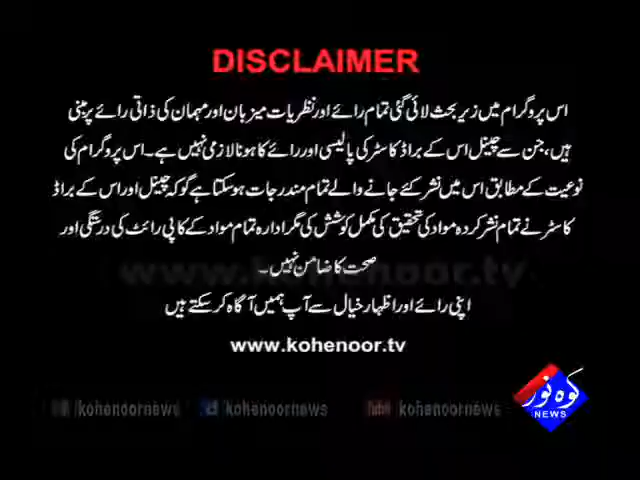 DISCLAIMER
اس پروگرام میں زیر بحث لائی گئی تمام رائے اور نظریات میزبان اور مہمان کی ذاتی رائے پر مبنی
ہیں، جن سے چینل اس کے براڈ کاسٹر کی پالیسی اور رائے کا ہونا لازمی نہیں ہے۔ اس پروگرام کی
نوعیت کے مطابق اس میں نشر کئے جانے والے تمام مندرجات ہو سکتا ہے گو کہ چینل اور اس کے براڈ
کاسٹر نے تمام نشر کردہ مواد کی تحقیق کی مکمل کوشش کی مگر ادارہ تمام مواد کے کاپی رائٹ کی درستگی اور
صحت کا ضامن نہیں۔
www.kohenoor.tv
اپنی رائے اور اظہار خیال سے آپ ہمیں آگاہ کر سکتے ہیں
www.kohenoor.tv
/kohenoornews kohenoornews kohenoornews
کوہ نور
NEWS